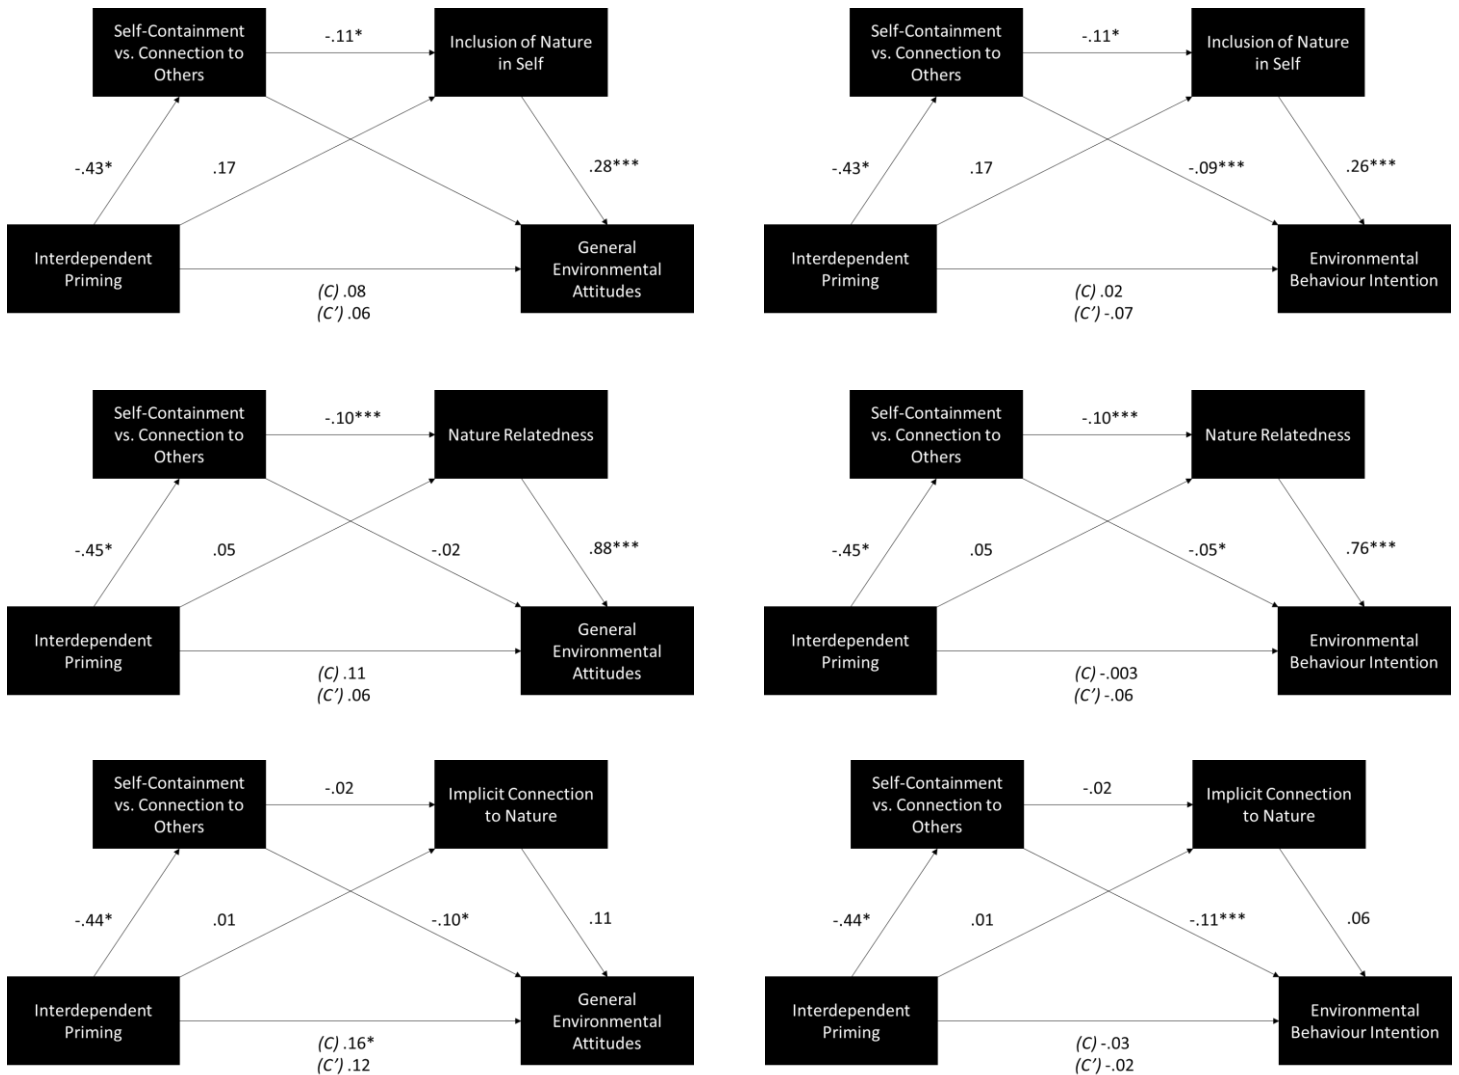 Self-Containment
vs. Connection to
Others
-.11*
Inclusion of Nature
in Self
-.43*
.17
.28***
Interdependent
Priming
General
Environmental
Attitudes
(C) .08
(C’) .06
Self-Containment
vs. Connection to
Others
-.11*
Inclusion of Nature
in Self
-.43*
.17
-.09***
.26***
Interdependent
Priming
Environmental
Behaviour Intention
(C) .02
(C’) -.07
Self-Containment
vs. Connection to
Others
-.10***
Nature Relatedness
-.45*
.05
-.02
.88***
Interdependent
Priming
General
Environmental
Attitudes
(C) .11
(C’) .06
Self-Containment
vs. Connection to
Others
-.10***
Nature Relatedness
-.45*
.05
-.05*
.76***
Interdependent
Priming
Environmental
Behaviour Intention
(C) -.003
(C’) -.06
Self-Containment
vs. Connection to
Others
-.02
Implicit Connection
to Nature
-.44*
.01
-.10*
.11
Interdependent
Priming
General
Environmental
Attitudes
(C) .16*
(C’) .12
Self-Containment
vs. Connection to
Others
-.02
Implicit Connection
to Nature
-.44*
.01
-.11***
.06
Interdependent
Priming
Environmental
Behaviour Intention
(C) -.03
(C’) -.02